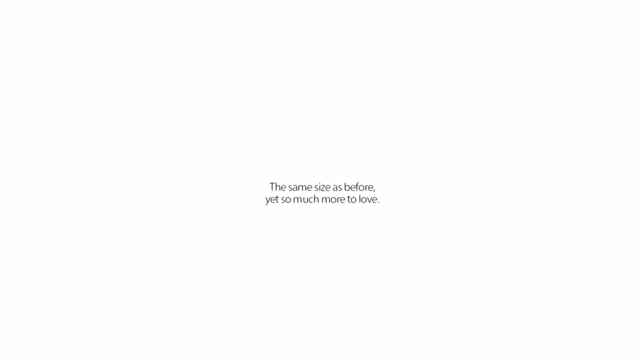 The same size as before,
yet so much more to love.